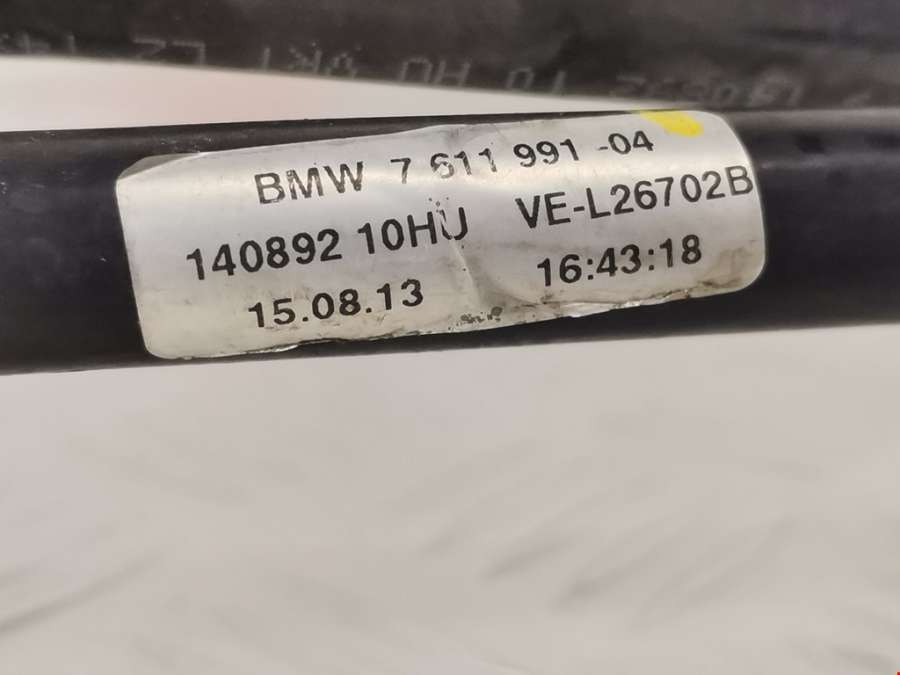 BMW 7 611 991 -04
140892 10HU VE-L26702B
15.08.13 16:43:18